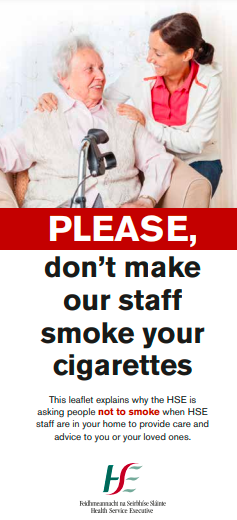 PLEASE,
don't make
our staff
smoke your
cigarettes
This leaflet explains why the HSE is
asking people not to smoke when HSE
staff are in your home to provide care and
advice to you or your loved ones.
HSE
Feidhmeannacht na Seirbhíse Sláinte
Health Service Executive